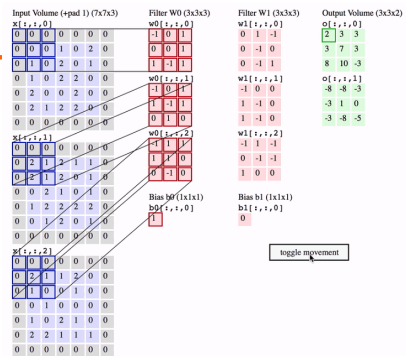 Input Volume (+pad 1) (7x7x3)
x[:,:,0]
0 0 0 0 0 0 0
0 0 0 1 0 2 0
0 1 0 2 0 1 0
0 1 0 2 2 0 0
0 2 0 0 2 0 0
0 2 1 2 2 0 0
0 0 0 0 0 0 0
x[:,:,1]
0 0 0 0 0 0 0
0 2 1 2 1 1 0
0 2 1 2 0 1 0
0 0 2 1 0 1 0
0 1 2 2 2 2 0
0 0 1 2 0 1 0
0 0 0 0 0 0 0
x[:,:,2]
0 0 0 0 0 0 0
0 2 1 1 2 0 0
0 1 0 0 1 0 0
0 0 1 0 0 0 0
0 1 0 2 1 0 0
0 2 2 1 1 1 0
0 0 0 0 0 0 0
Filter W0 (3x3x3)
w0[:,:,0]
-1 0 1
0 0 1
1 -1 1
w0[:,:,1]
-1 0 1
1 -1 1
0 1 0
w0[:,:,2]
-1 1 1
1 1 0
0 -1 0
Bias b0 (1x1x1)
b0[:,:,0]
1
Filter W1 (3x3x3)
w1[:,:,0]
0 1 -1
0 -1 0
0 -1 1
w1[:,:,1]
-1 0 0
1 -1 0
1 -1 0
w1[:,:,2]
-1 1 -1
0 -1 -1
1 0 0
Bias b1 (1x1x1)
b1[:,:,0]
0
Output Volume (3x3x2)
o[:,:,0]
2 3 3
3 7 3
8 10 -3
o[:,:,1]
-8 -8 -3
-3 1 0
-3 -8 -5
toggle movement